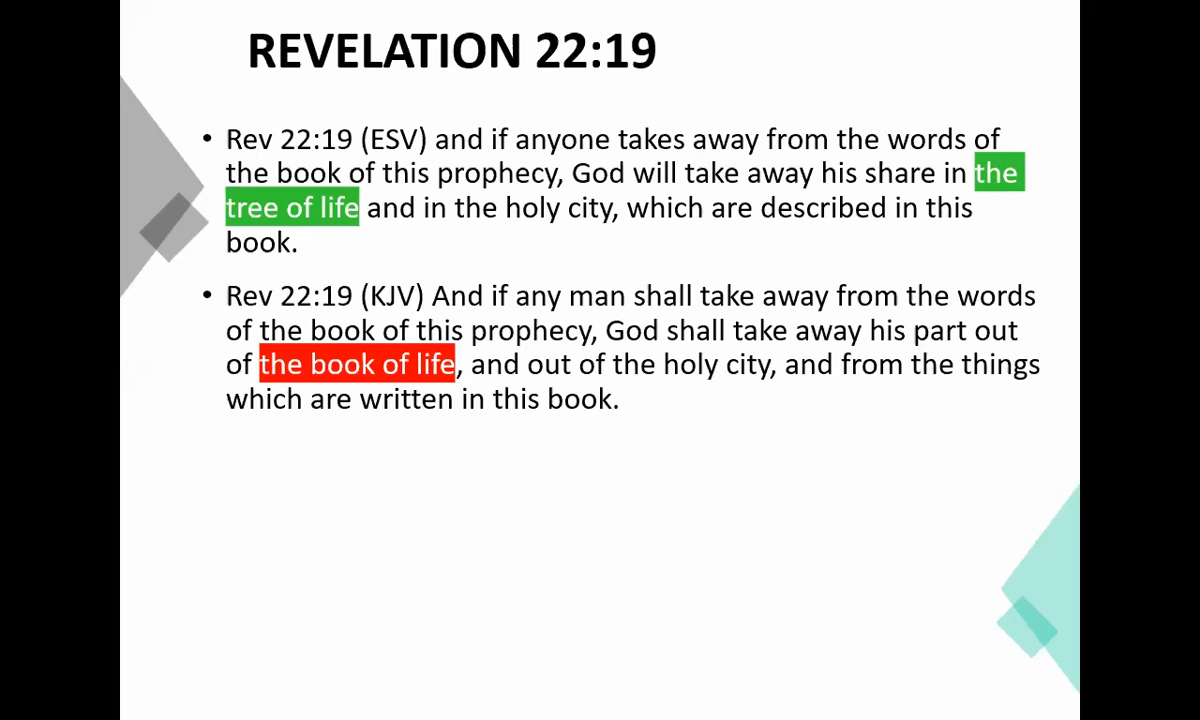 REVELATION 22:19
• Rev 22:19 (ESV) and if anyone takes away from the words of
the book of this prophecy, God will take away his share in the
tree of life and in the holy city, which are described in this
book.
• Rev 22:19 (KJV) And if any man shall take away from the words
of the book of this prophecy, God shall take away his part out
of the book of life, and out of the holy city, and from the things
which are written in this book.